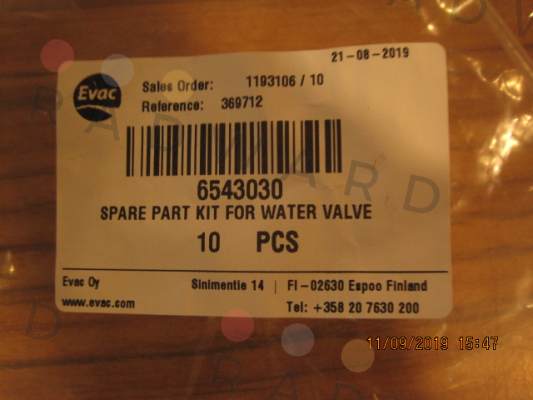 21-08-2019
Evac
Sales Order: 1193106 / 10
Reference: 369712
6543030
SPARE PART KIT FOR WATER VALVE
10 PCS
Evac Oy Sinimentie 14 | FI-02630 Espoo Finland
www.evac.com Tel: +358 20 7630 200
11/09/2019 15:47